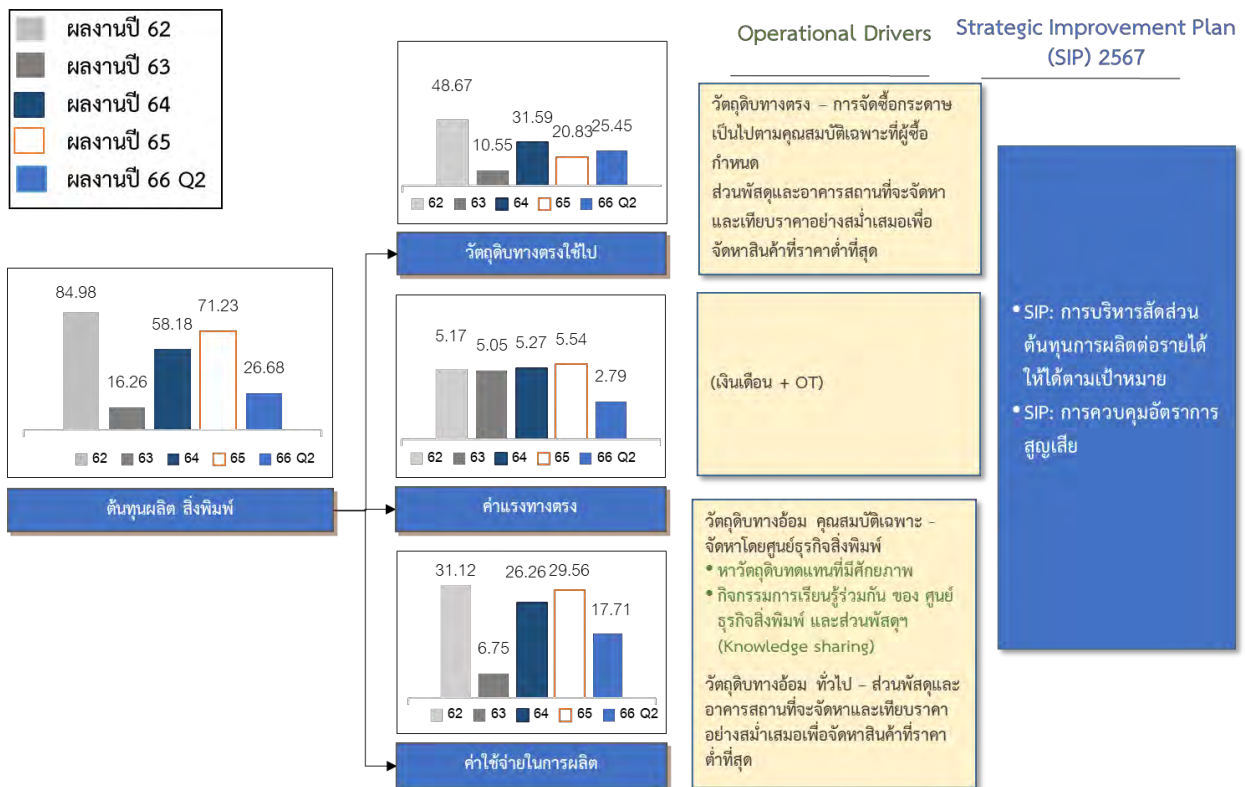 ผลงานปี 62
ผลงานปี 63
ผลงานปี 64
ผลงานปี 65
ผลงานปี 66 Q2
Operational Drivers
Strategic Improvement Plan
(SIP) 2567
48.67
10.55
31.59
20.83
25.45
62 63 64 65 66 Q2
วัตถุดิบทางตรงใช้ไป
วัตถุดิบทางตรง – การจัดซื้อกระดาษ
เป็นไปตามคุณสมบัติเฉพาะที่ผู้ซื้อ
กำหนด
ส่วนพัสดุและอาคารสถานที่จะจัดหา
และเทียบราคาอย่างสม่ำเสมอเพื่อ
จัดหาสินค้าที่ราคาต่ำที่สุด
84.98
16.26
58.18
71.23
26.68
62 63 64 65 66 Q2
ต้นทุนผลิต สิ่งพิมพ์
5.17
5.05
5.27
5.54
2.79
62 63 64 65 66 Q2
ค่าแรงทางตรง
(เงินเดือน + OT)
31.12
6.75
26.26
29.56
17.71
62 63 64 65 66 Q2
ค่าใช้จ่ายในการผลิต
วัตถุดิบทางอ้อม คุณสมบัติเฉพาะ -
จัดหาโดยศูนย์ธุรกิจสิ่งพิมพ์
• หาวัตถุดิบทดแทนที่มีศักยภาพ
• กิจกรรมการเรียนรู้ร่วมกัน ของ ศูนย์
ธุรกิจสิ่งพิมพ์ และส่วนพัสดุฯ
(Knowledge sharing)
วัตถุดิบทางอ้อม ทั่วไป – ส่วนพัสดุและ
อาคารสถานที่จะจัดหาและเทียบราคา
อย่างสม่ำเสมอเพื่อจัดหาสินค้าที่ราคา
ต่ำที่สุด
• SIP: การบริหารสัดส่วน
ต้นทุนการผลิตต่อรายได้
ให้ได้ตามเป้าหมาย
• SIP: การควบคุมอัตราการ
สูญเสีย